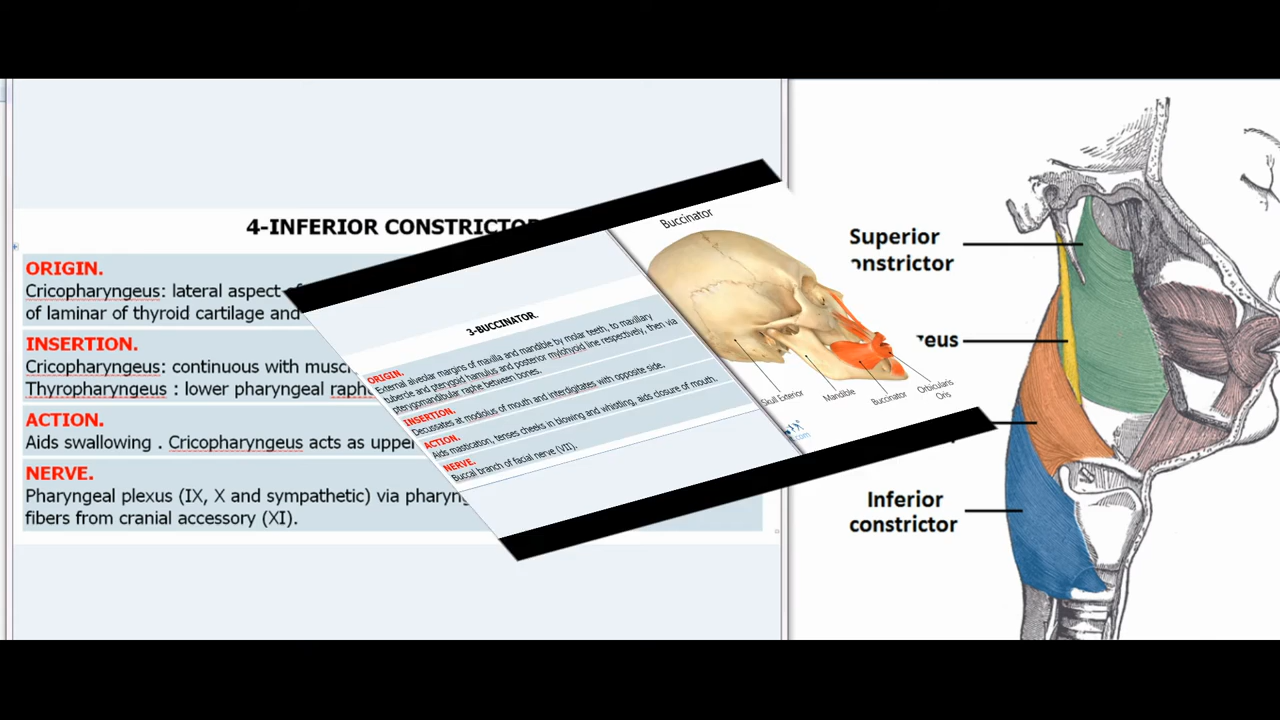 4-INFERIOR CONSTRICTOR
ORIGIN.
Cricopharyngeus: lateral aspect of
of laminar of thyroid cartilage and
INSERTION.
Cricopharyngeus: continuous with
Thyropharyngeus : lower pharyngeal
ACTION.
Aids swallowing . Cricopharyngeus acts as
NERVE.
Pharyngeal plexus (IX, X and sympathetic) via
fibers from cranial accessory (XI).
3-BUCCINATOR.
ORIGIN.
External alveolar margins of maxilla and mandible by molar teeth, to maxillary
tubercle and pterygoid hamulus and posterior mylohyoid line respectively, then via
pterygomandibular raphe between bones.
INSERTION.
Decussates at modiolus of mouth and interdigitates with opposite side.
ACTION.
Aids mastication, tenses cheeks in blowing and whistling, aids closure of mouth.
NERVE.
Buccal branch of facial nerve (VII).
Buccinator
Skull Exterior
Mandible
Buccinator
Orbicularis
Oris
Superior
Inferior
constrictor